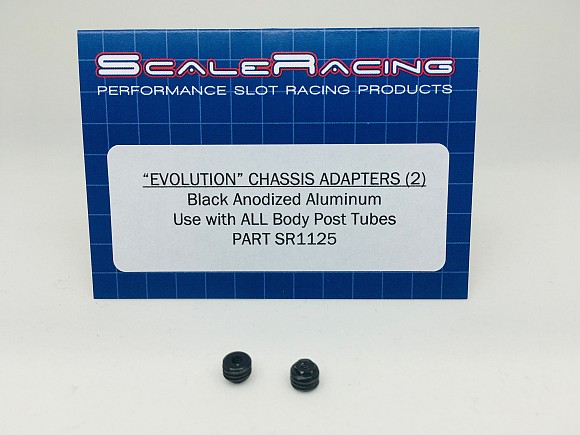 SCALERACING
PERFORMANCE SLOT RACING PRODUCTS
“EVOLUTION” CHASSIS ADAPTERS (2)
Black Anodized Aluminum
Use with ALL Body Post Tubes
PART SR1125